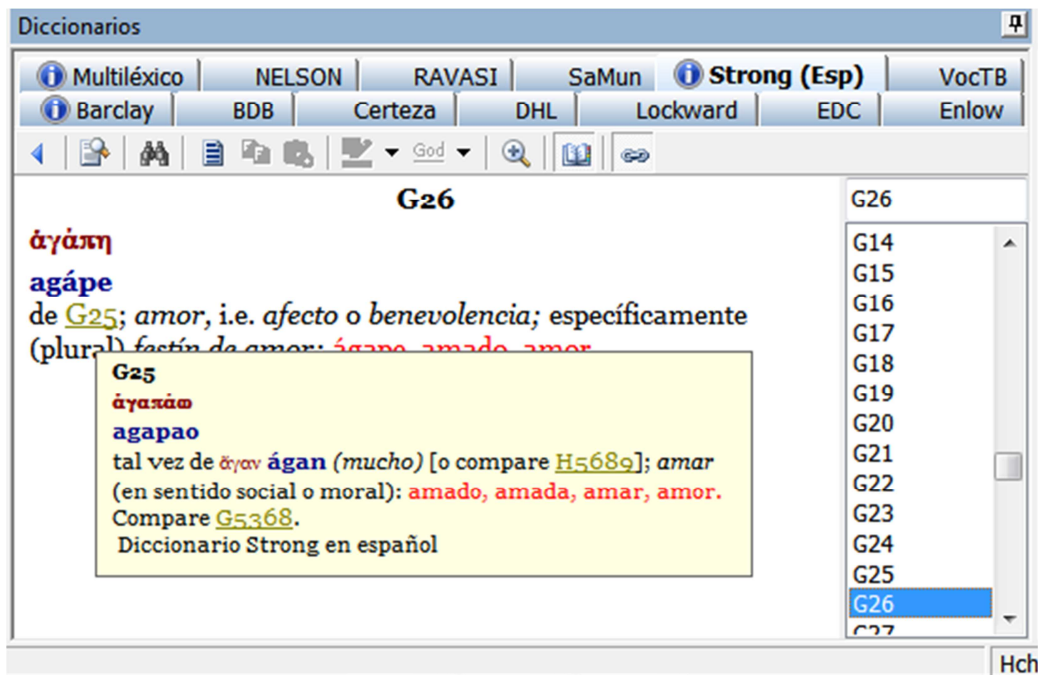 Diccionarios
Multiléxico NELSON RAVASI SaMun Strong (Esp) VocTB
Barclay BDB Certeza DHL Lockward EDC Enlow
God
G26
ἀγάπη
agápe
de G25; amor, i.e. afecto o benevolencia; específicamente
(plural) festín de amor: ágape, amado, amor.
G25
ἀγαπάω
agapao
tal vez de ἄγαν ágan (mucho) [o compare H5689]; amar
(en sentido social o moral): amado, amada, amar, amor.
Compare G5368.
Diccionario Strong en español
G26
G14
G15
G16
G17
G18
G19
G20
G21
G22
G23
G24
G25
G26
G27
Hch